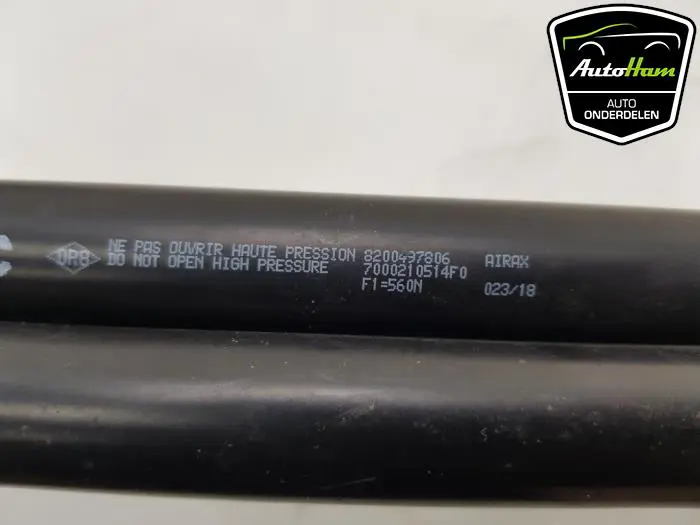 AutoHam
AUTO
ONDERDELEN
NE PAS OUVRIR HAUTE PRESSION 8200497806 AIRAX
DO NOT OPEN HIGH PRESSURE 7000210514F0
F1=560N 023/18